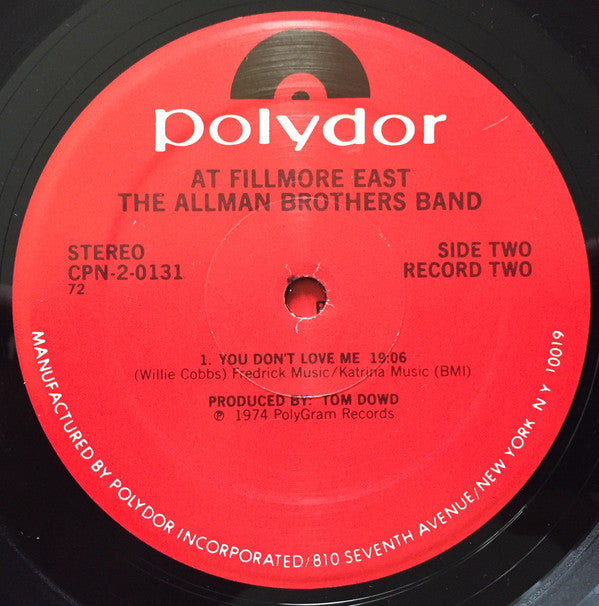 polydor
AT FILLMORE EAST
THE ALLMAN BROTHERS BAND
STEREO
CPN-2-0131
72
SIDE TWO
RECORD TWO
1. YOU DON'T LOVE ME 19:06
(Willie Cobbs) Fredrick Music/Katrina Music (BMI)
PRODUCED BY: TOM DOWD
℗ 1974 PolyGram Records
MANUFACTURED BY POLYDOR INCORPORATED/810 SEVENTH AVENUE/NEW YORK NY 10019